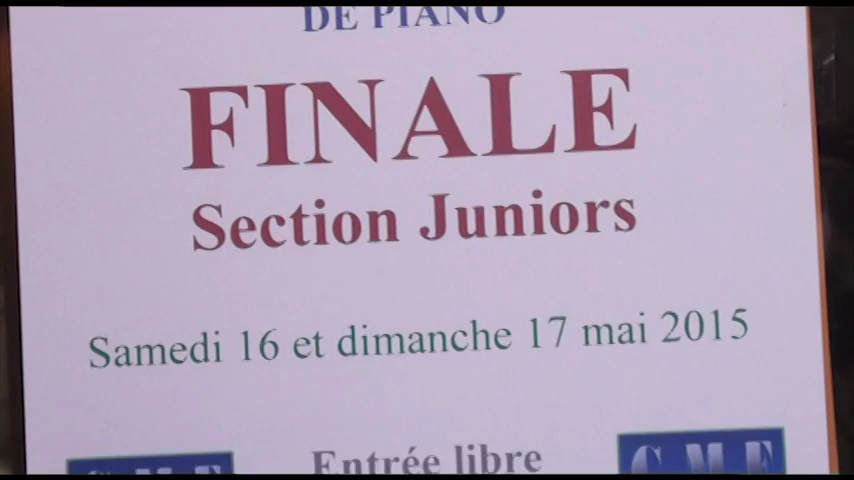 DE PIANO
FINALE
Section Juniors
Samedi 16 et dimanche 17 mai 2015
Entrée libre
C M F
C M F